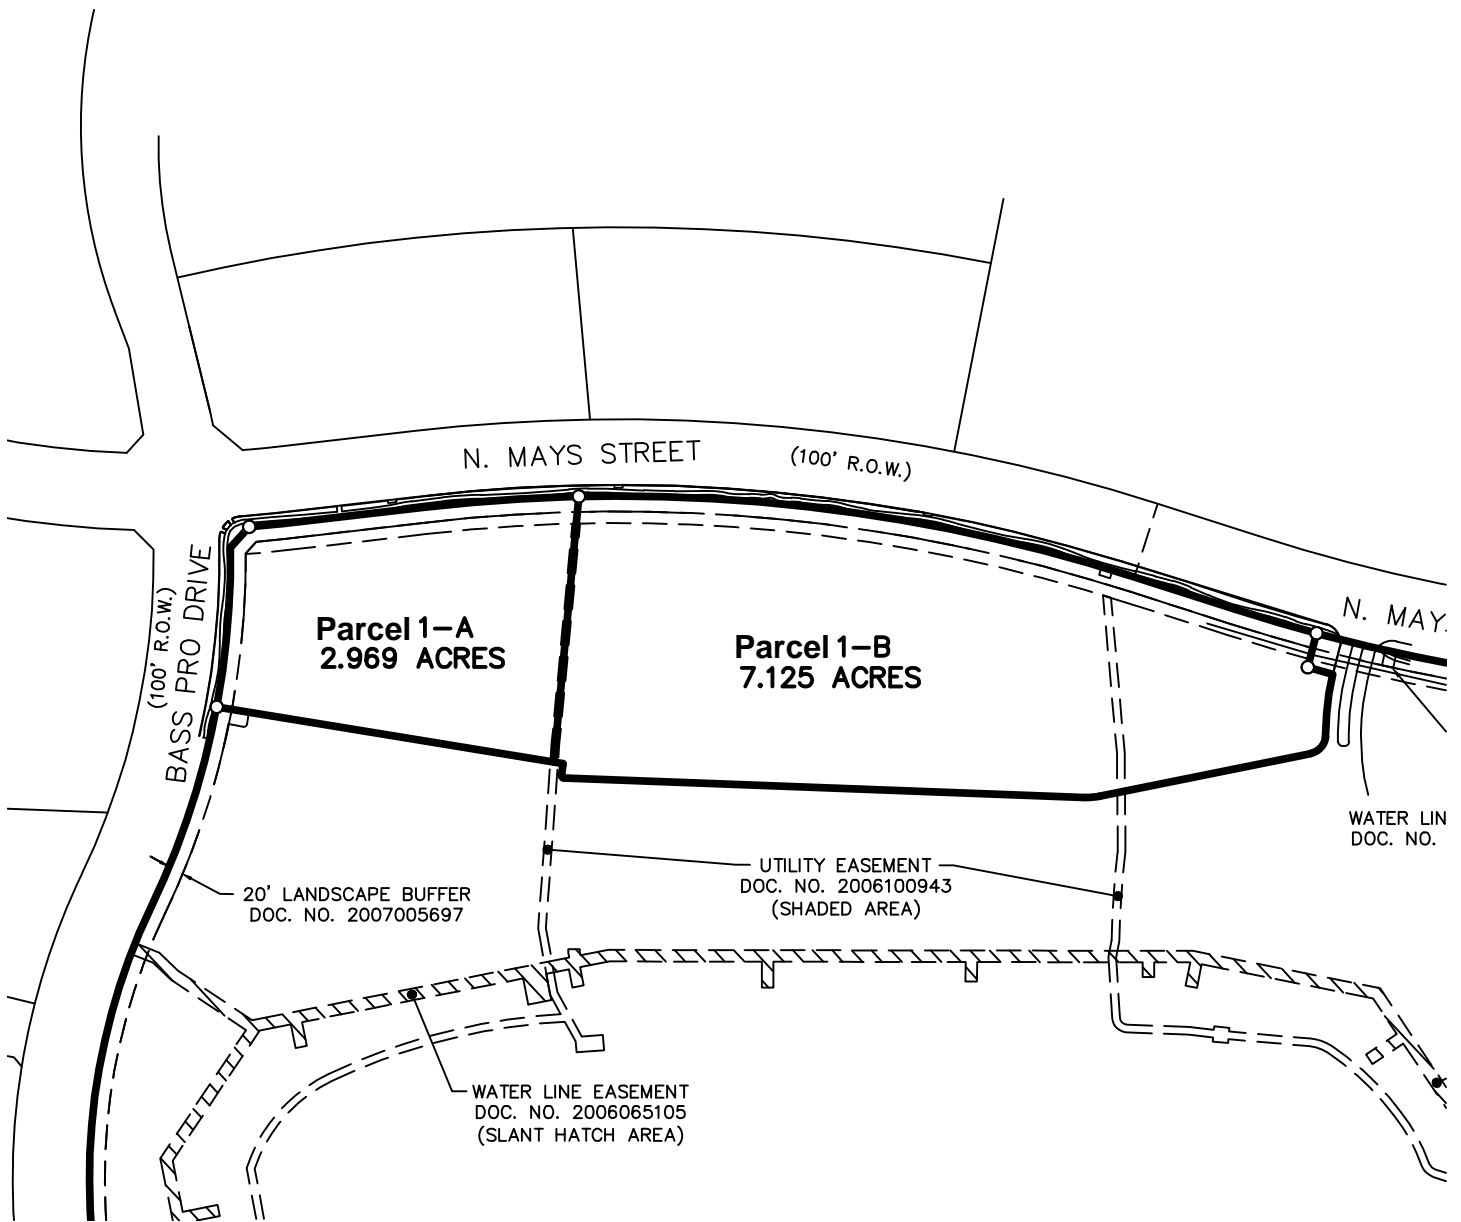 N. MAYS STREET
(100' R.O.W.)
BASS PRO DRIVE
(100' R.O.W.)
Parcel 1-A
2.969 ACRES
Parcel 1-B
7.125 ACRES
N. MAY
WATER LIN
DOC. NO.
UTILITY EASEMENT
DOC. NO. 2006100943
(SHADED AREA)
20' LANDSCAPE BUFFER
DOC. NO. 2007005697
WATER LINE EASEMENT
DOC. NO. 2006065105
(SLANT HATCH AREA)